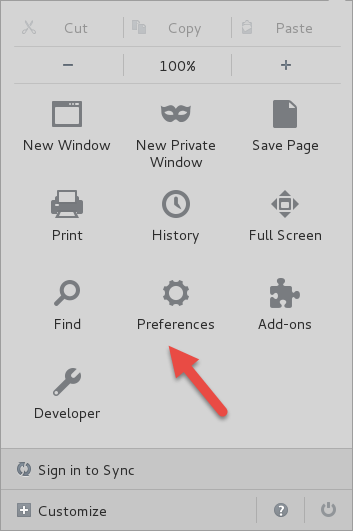 Cut Copy Paste
− 100% +
New Window New Private Window Save Page
Print History Full Screen
Find Preferences Add-ons
Developer
Sign in to Sync
Customize ?